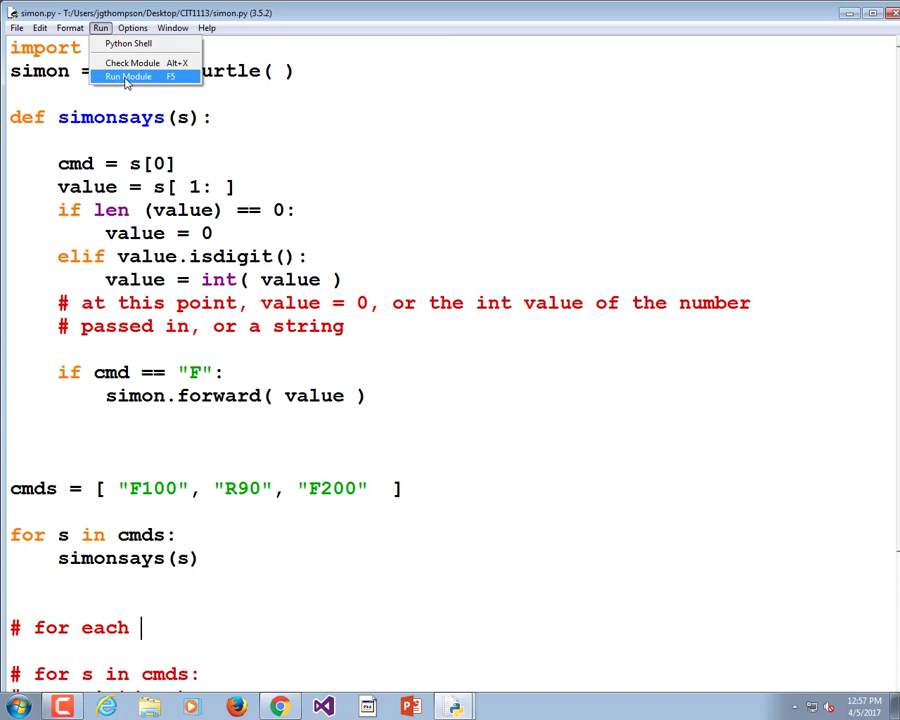 simon.py - T:/Users/jgthompson/Desktop/CIT1113/simon.py (3.5.2)
File Edit Format Run Options Window Help
Python Shell
Check Module Alt+X
Run Module F5
import
simon = urtle( )
def simonsays(s):
cmd = s[0]
value = s[ 1: ]
if len (value) == 0:
value = 0
elif value.isdigit():
value = int( value )
# at this point, value = 0, or the int value of the number
# passed in, or a string
if cmd == "F":
simon.forward( value )
cmds = [ "F100", "R90", "F200" ]
for s in cmds:
simonsays(s)
# for each
# for s in cmds:
12:57 PM
4/5/2017